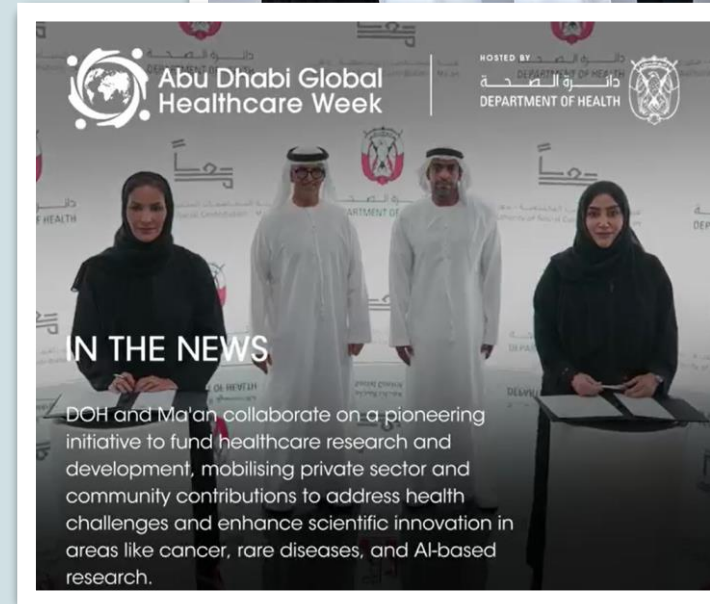 Abu Dhabi Global
Healthcare Week
HOSTED BY
دائـــرة الـــصـــحـــة
DEPARTMENT OF HEALTH
IN THE NEWS
DOH and Ma'an collaborate on a pioneering
initiative to fund healthcare research and
development, mobilising private sector and
community contributions to address health
challenges and enhance scientific innovation in
areas like cancer, rare diseases, and AI-based
research.